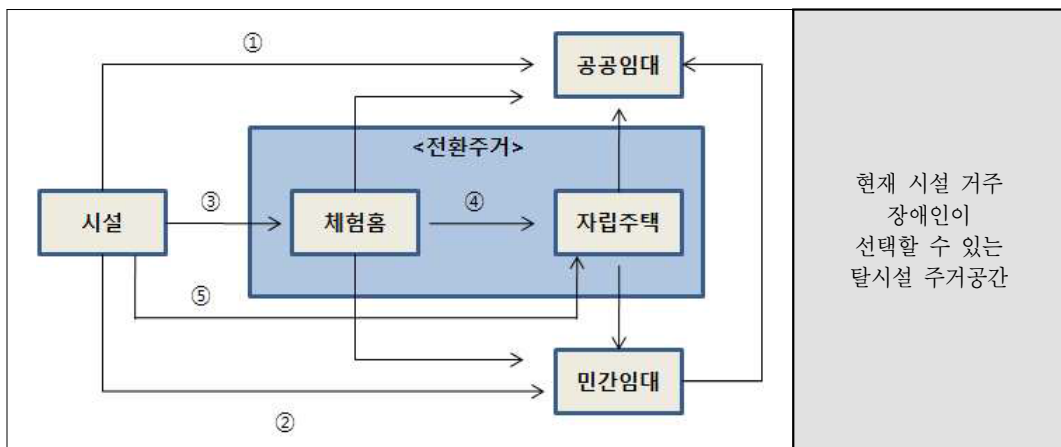 ①
공공임대
<전환주거>
시설
③
체험홈
④
자립주택
⑤
민간임대
②
현재 시설 거주
장애인이
선택할 수 있는
탈시설 주거공간